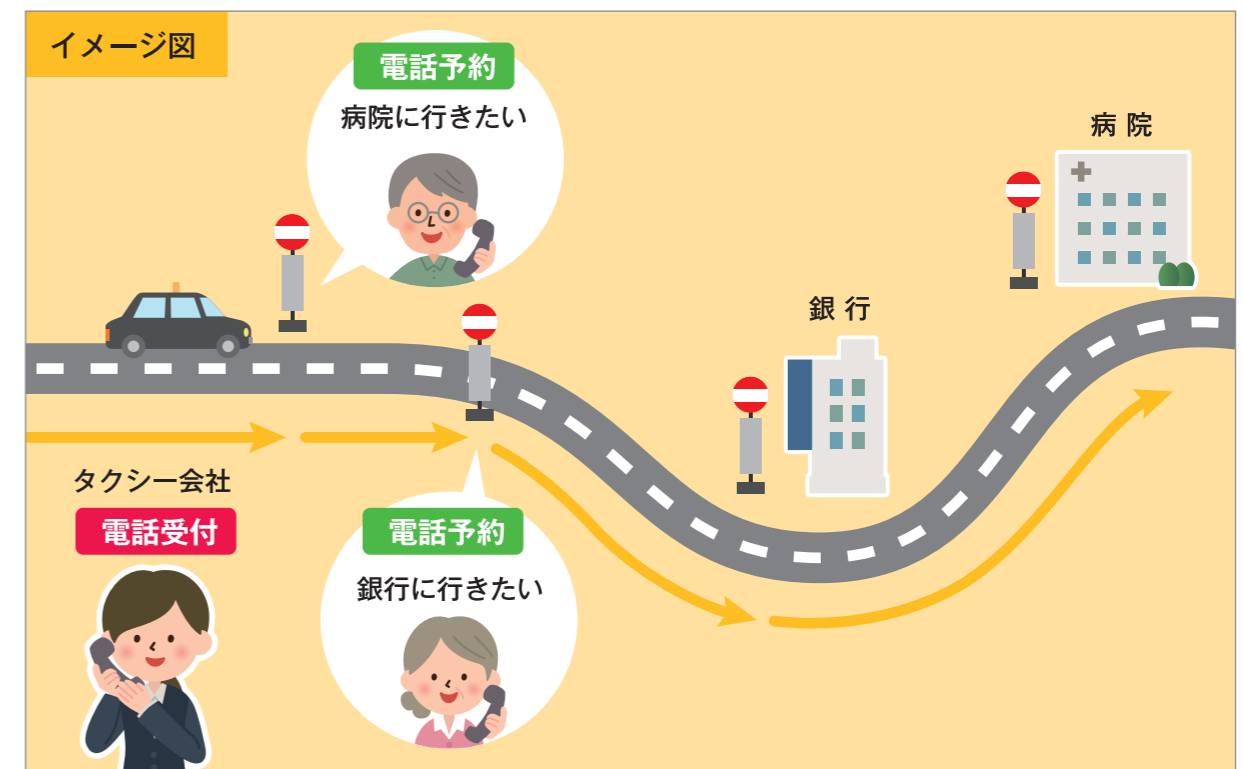 イメージ図
電話予約
病院に行きたい
病院
銀行
タクシー会社
電話受付
電話予約
銀行に行きたい